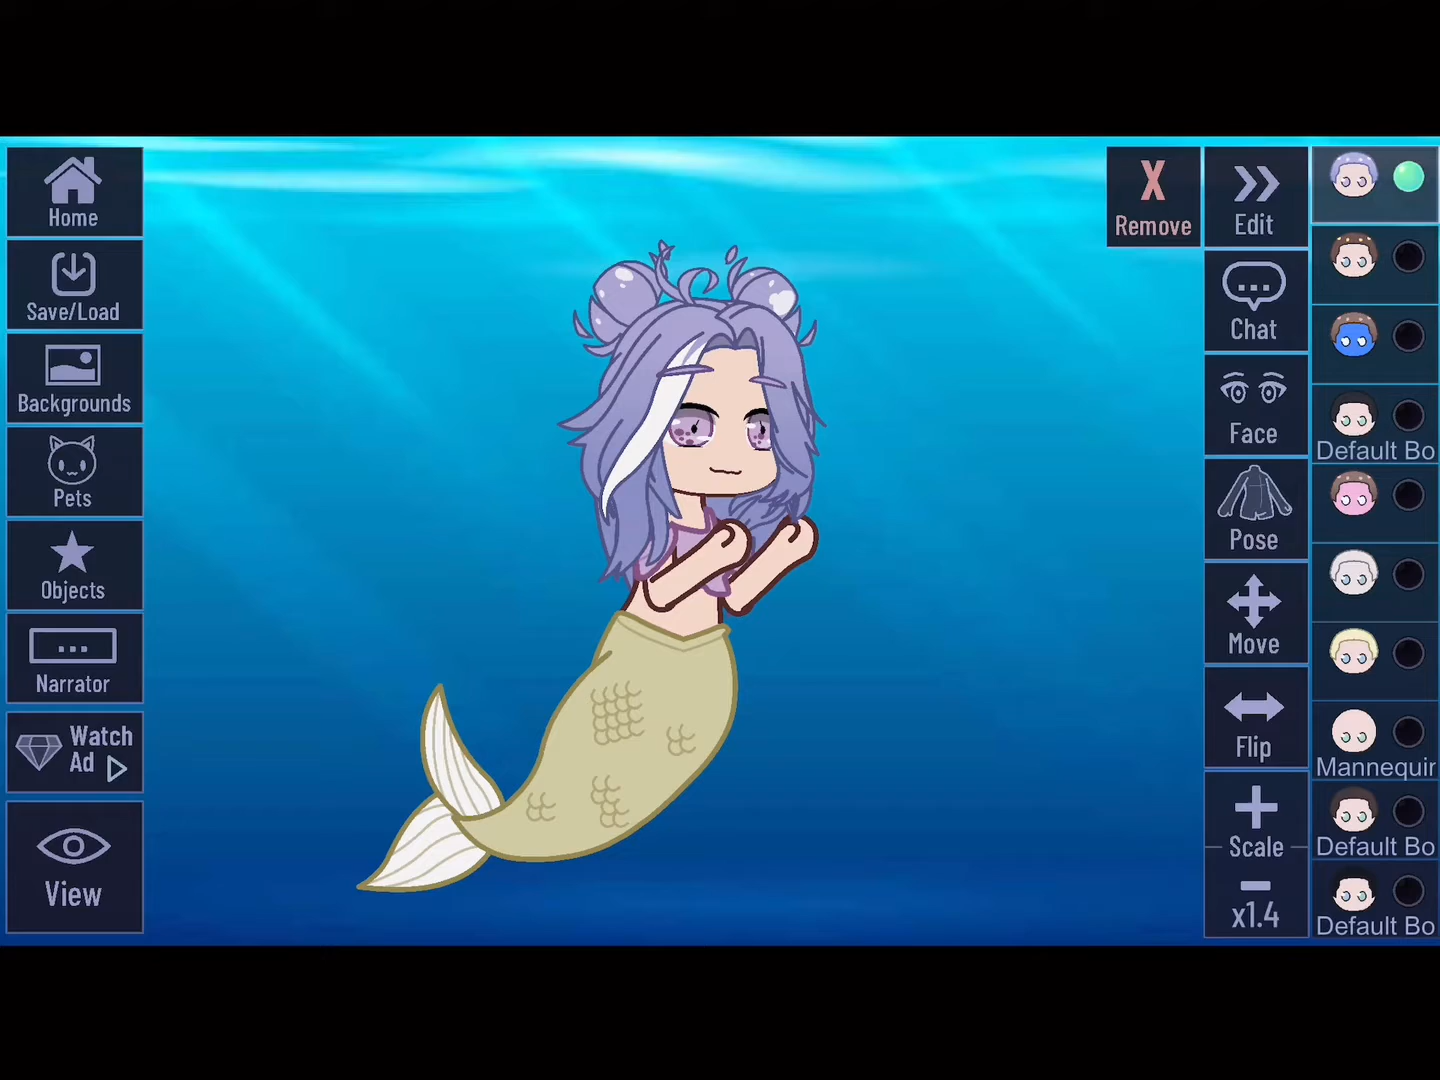 Home
Save/Load
Backgrounds
Pets
Objects
...
Narrator
Watch
Ad
View
X
Remove
Edit
...
Chat
Face
Pose
Move
Flip
Scale
x1.4
Default Bo
Mannequin
Default Bo
Default Bo